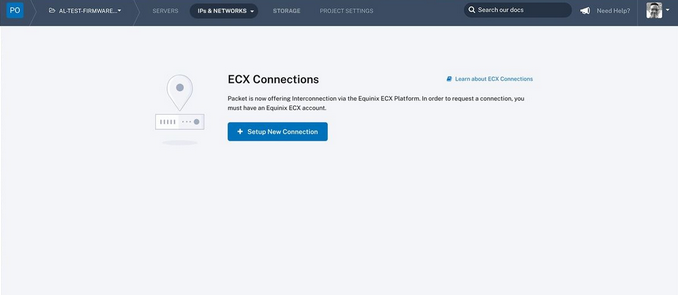 PO
AL-TEST-FIRMWARE...
SERVERS
IPs & NETWORKS
STORAGE
PROJECT SETTINGS
Search our docs
Need Help?
ECX Connections
Learn about ECX Connections
Packet is now offering Interconnection via the Equinix ECX Platform. In order to request a connection, you
must have an Equinix ECX account.
+ Setup New Connection